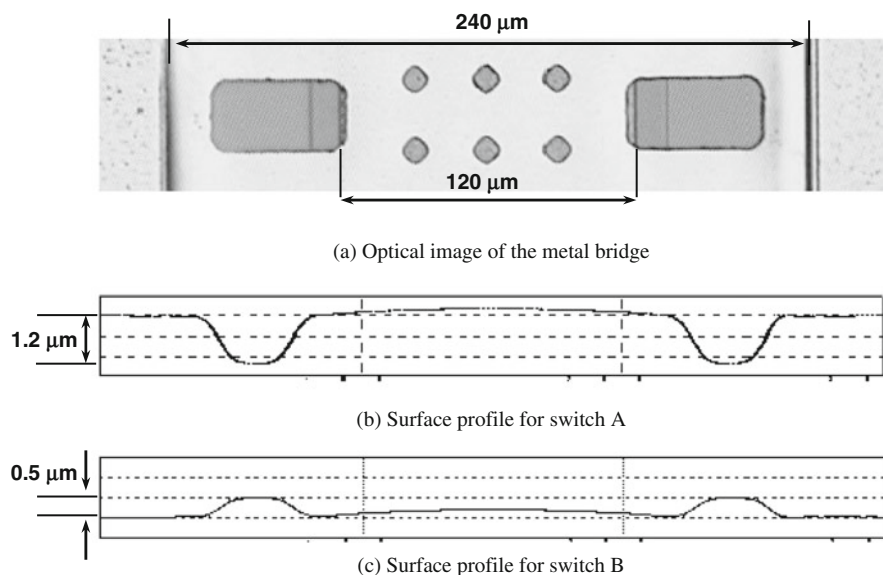 240 μm
120 μm
(a) Optical image of the metal bridge
1.2 μm
(b) Surface profile for switch A
0.5 μm
(c) Surface profile for switch B